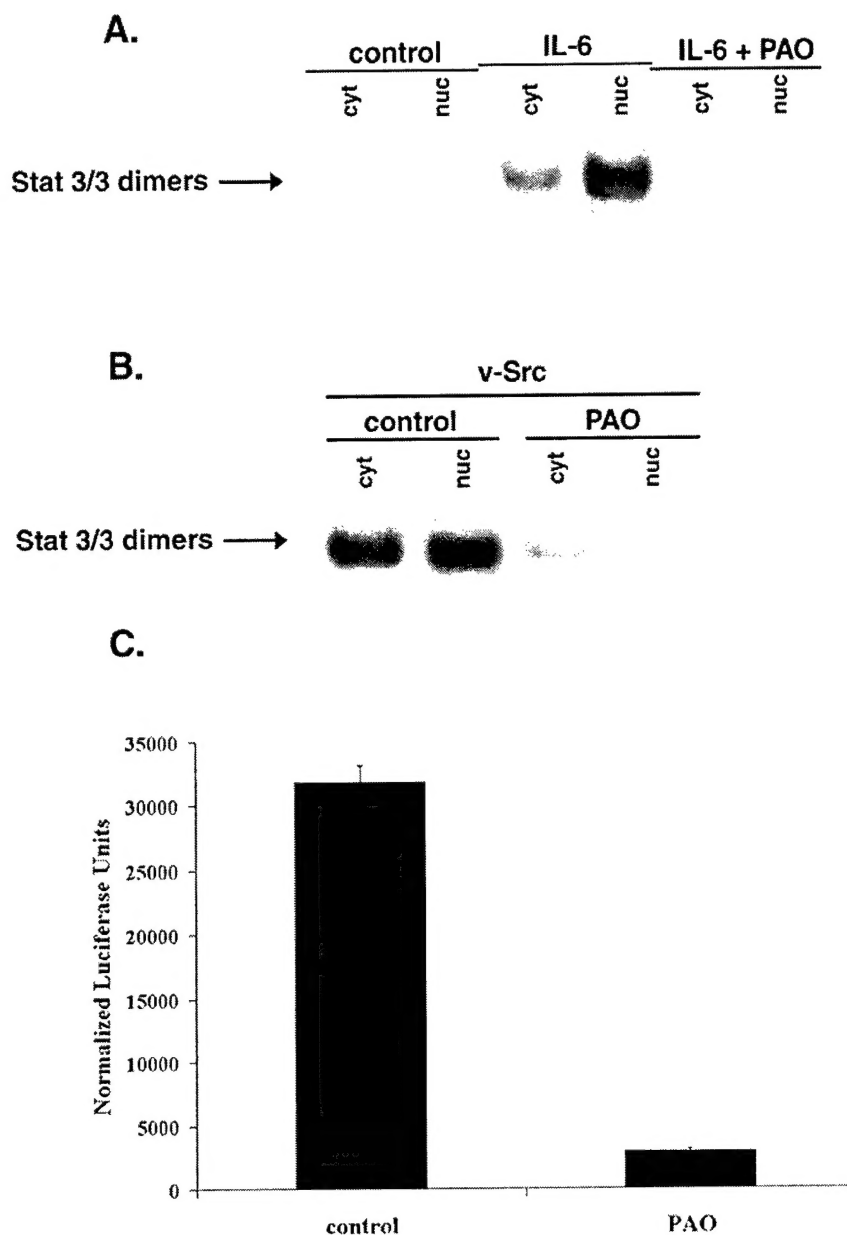 A.
control IL-6 IL-6 + PAO
cyt nuc cyt nuc cyt nuc
Stat 3/3 dimers
B.
v-Src
control PAO
cyt nuc cyt nuc
Stat 3/3 dimers
C.
35000
30000
25000
20000
15000
10000
5000
0
Normalized Luciferase Units
control PAO